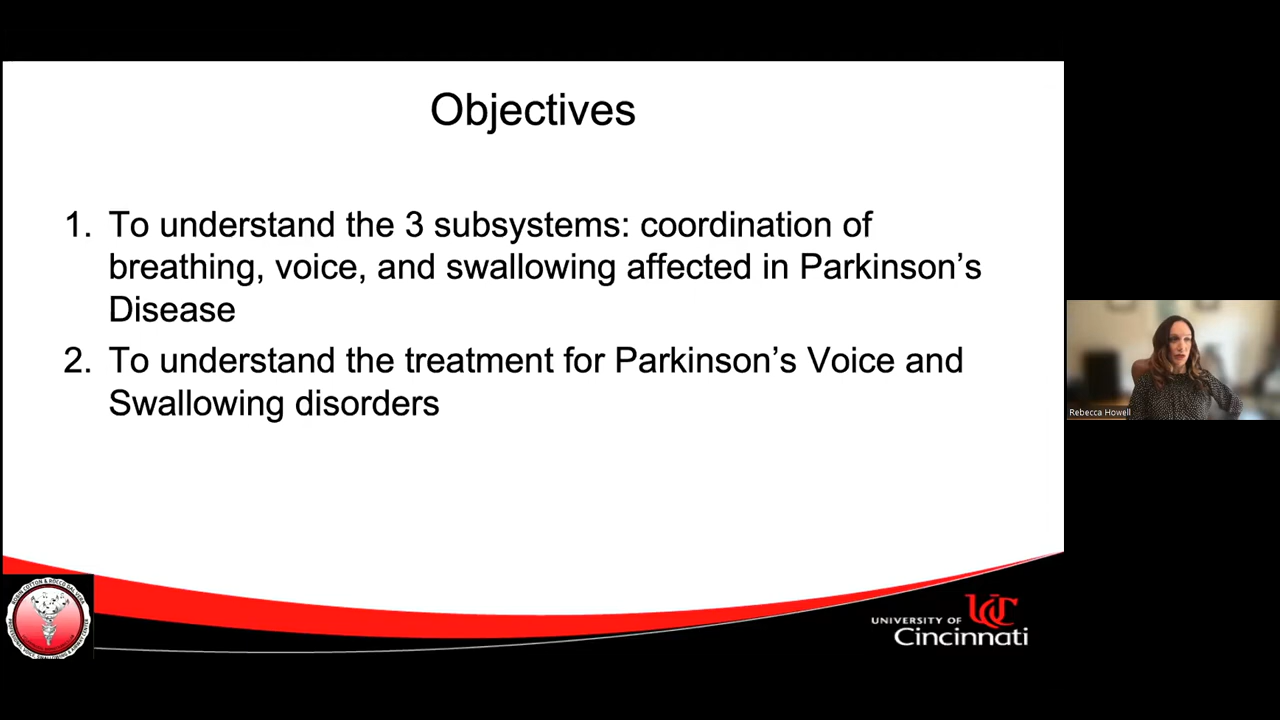 Objectives
1. To understand the 3 subsystems: coordination of
breathing, voice, and swallowing affected in Parkinson’s
Disease
2. To understand the treatment for Parkinson’s Voice and
Swallowing disorders
Rebecca Howell
UC
UNIVERSITY OF
Cincinnati